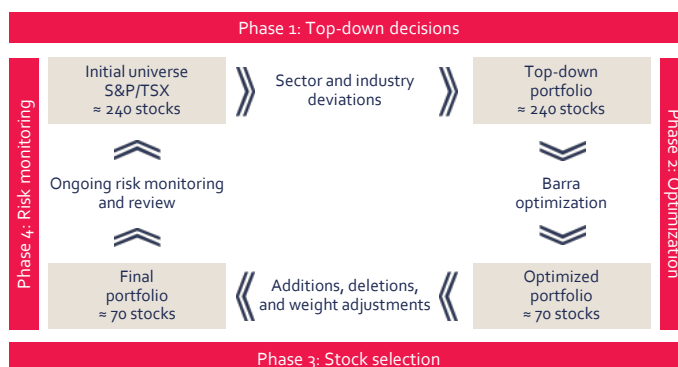 Phase 1: Top-down decisions
Initial universe
S&P/TSX
≈ 240 stocks
Sector and industry
deviations
Top-down
portfolio
≈ 240 stocks
Phase 2: Optimization
Barra
optimization
Optimized
portfolio
≈ 70 stocks
Additions, deletions,
and weight adjustments
Final
portfolio
≈ 70 stocks
Phase 3: Stock selection
Ongoing risk monitoring
and review
Phase 4: Risk monitoring